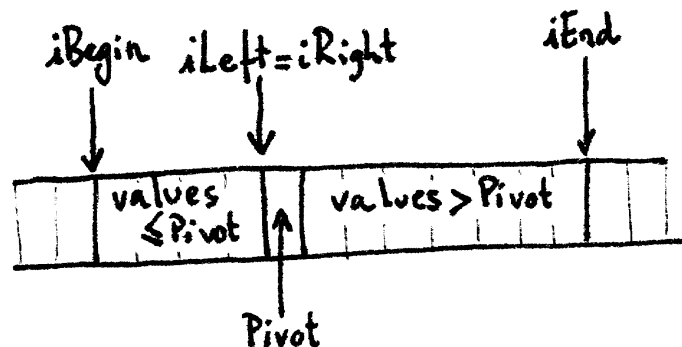 iBegin iLeft=iRight iEnd
values values > Pivot
≤ Pivot
Pivot